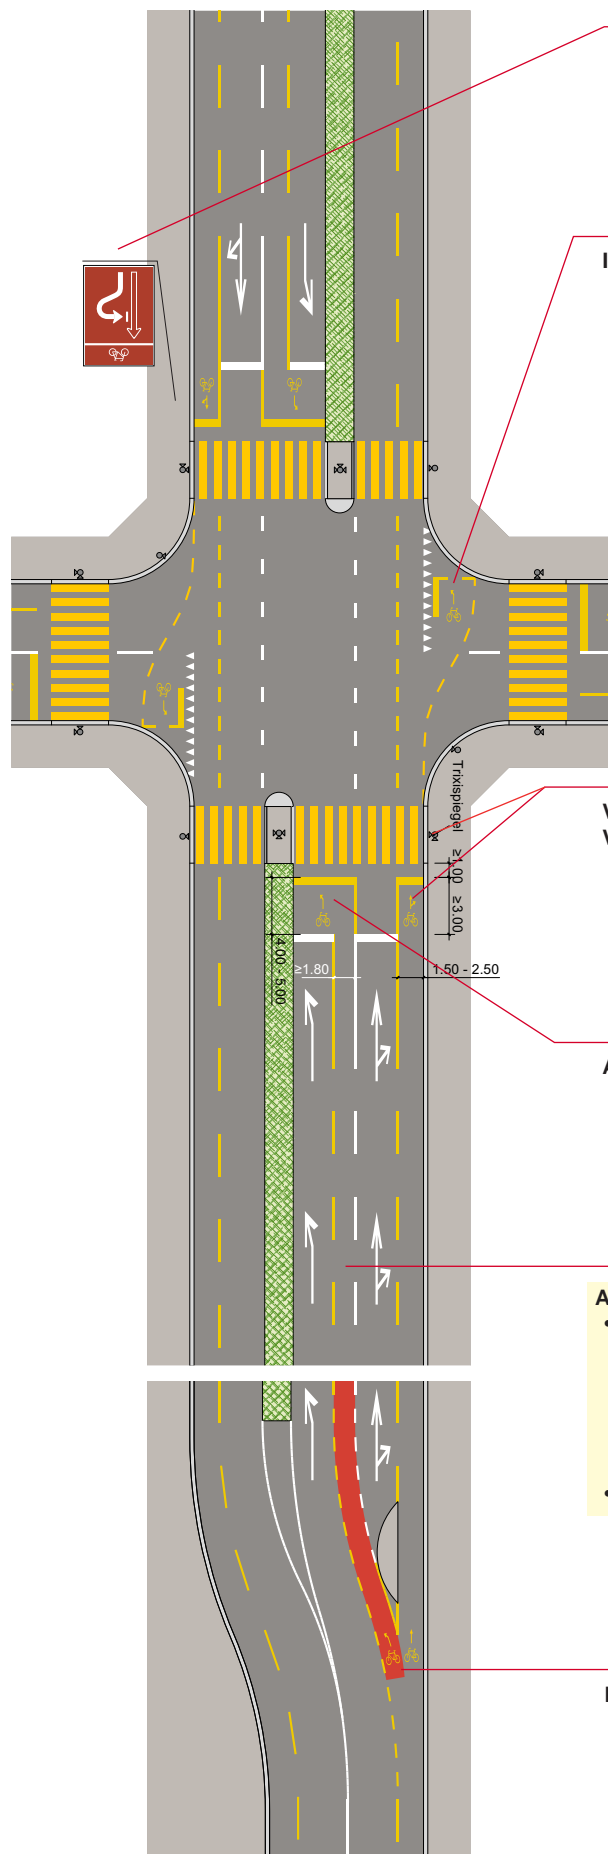 I
V
V
Trixispiegel
≥1.00
≥3.00
4.00 - 5.00
≥1.80
1.50 - 2.50
A
A
•
•